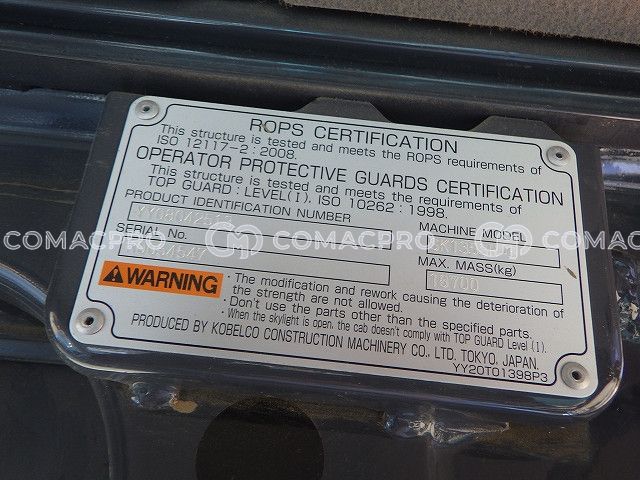 ROPS CERTIFICATION
This structure is tested and meets the ROPS requirements of
ISO 12117-2 : 2008.
OPERATOR PROTECTIVE GUARDS CERTIFICATION
This structure is tested and meets the requirements of
TOP GUARD : LEVEL(I). ISO 10262 : 1998.
PRODUCT IDENTIFICATION NUMBER
MACHINE MODEL
SERIAL No.
MAX. MASS(kg)
15700
COMACPRO COMACPRO COMACPRO
WARNING
· The modification and rework causing the deterioration of
the strength are not allowed.
· Don't use the parts other than the specified parts.
· When the skylight is open, the cab doesn't comply with TOP GUARD Level (I).
PRODUCED BY KOBELCO CONSTRUCTION MACHINERY CO., LTD. TOKYO, JAPAN.
YY20T01398P3